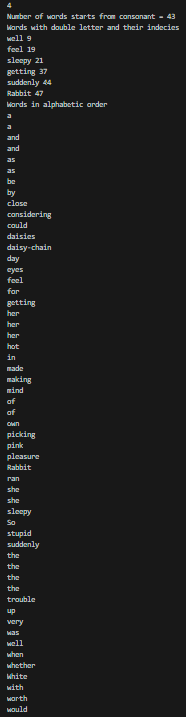 4
Number of words starts from consonant = 43
Words with double letter and their indecies
well 9
feel 19
sleepy 21
getting 37
suddenly 44
Rabbit 47
Words in alphabetic order
a
a
and
and
as
as
be
by
close
considering
could
daisies
daisy-chain
day
eyes
feel
for
getting
her
her
her
hot
in
made
making
mind
of
of
own
picking
pink
pleasure
Rabbit
ran
she
she
sleepy
So
stupid
suddenly
the
the
the
the
trouble
up
very
was
well
when
whether
White
with
worth
would